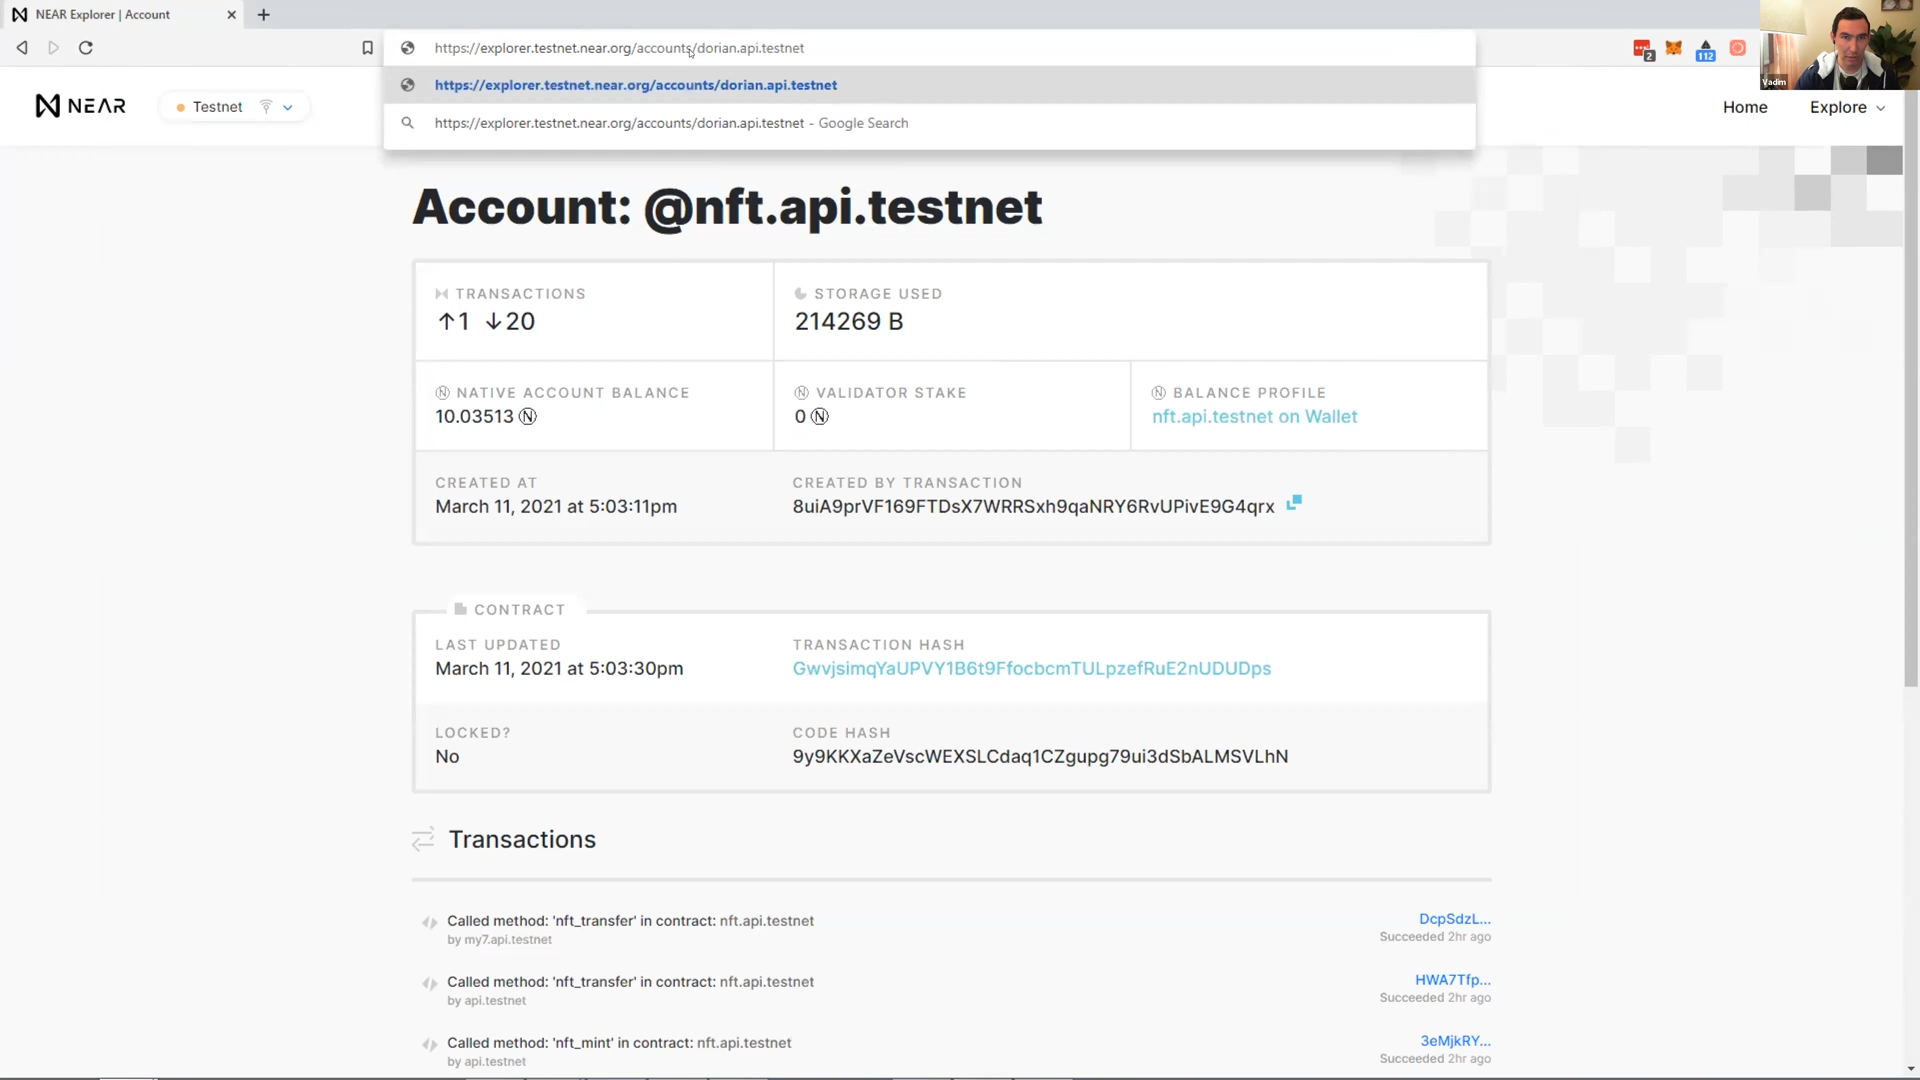 NEAR Explorer | Account
https://explorer.testnet.near.org/accounts/dorian.api.testnet
2
112
Vadim
https://explorer.testnet.near.org/accounts/dorian.api.testnet
https://explorer.testnet.near.org/accounts/dorian.api.testnet - Google Search
NEAR
Testnet
Home
Explore
Account: @nft.api.testnet
TRANSACTIONS
↑1 ↓20
STORAGE USED
214269 B
NATIVE ACCOUNT BALANCE
10.03513 Ⓝ
VALIDATOR STAKE
0 Ⓝ
BALANCE PROFILE
nft.api.testnet on Wallet
CREATED AT
March 11, 2021 at 5:03:11pm
CREATED BY TRANSACTION
8uiA9prVF169FTDsX7WRRSxh9qaNRY6RvUPivE9G4qrx
CONTRACT
LAST UPDATED
March 11, 2021 at 5:03:30pm
TRANSACTION HASH
GwvjsimqYaUPVY1B6t9FfocbcmTULpzefRuE2nUDUDps
LOCKED?
No
CODE HASH
9y9KKXaZeVscWEXSLCdaq1CZgupg79ui3dSbALMSVLhN
Transactions
Called method: 'nft_transfer' in contract: nft.api.testnet
by my7.api.testnet
DcpSdzL...
Succeeded 2hr ago
Called method: 'nft_transfer' in contract: nft.api.testnet
by api.testnet
HWA7Tfp...
Succeeded 2hr ago
Called method: 'nft_mint' in contract: nft.api.testnet
by api.testnet
3eMjkRY...
Succeeded 2hr ago